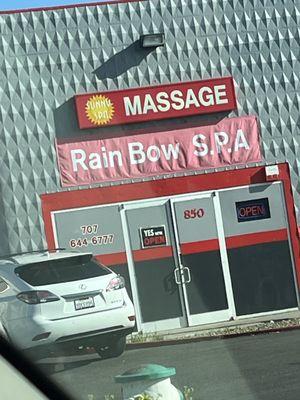 SUNNY SPA
MASSAGE
Rain Bow S.P.A
850
YES WE'RE
OPEN
OPEN
707
644-6777